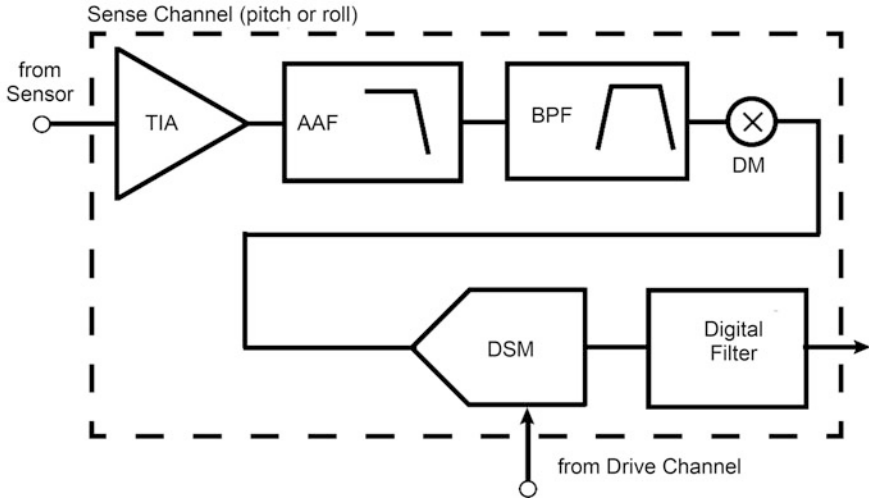 Sense Channel (pitch or roll)
from
Sensor
TIA
AAF
BPF
DM
DSM
Digital
Filter
from Drive Channel